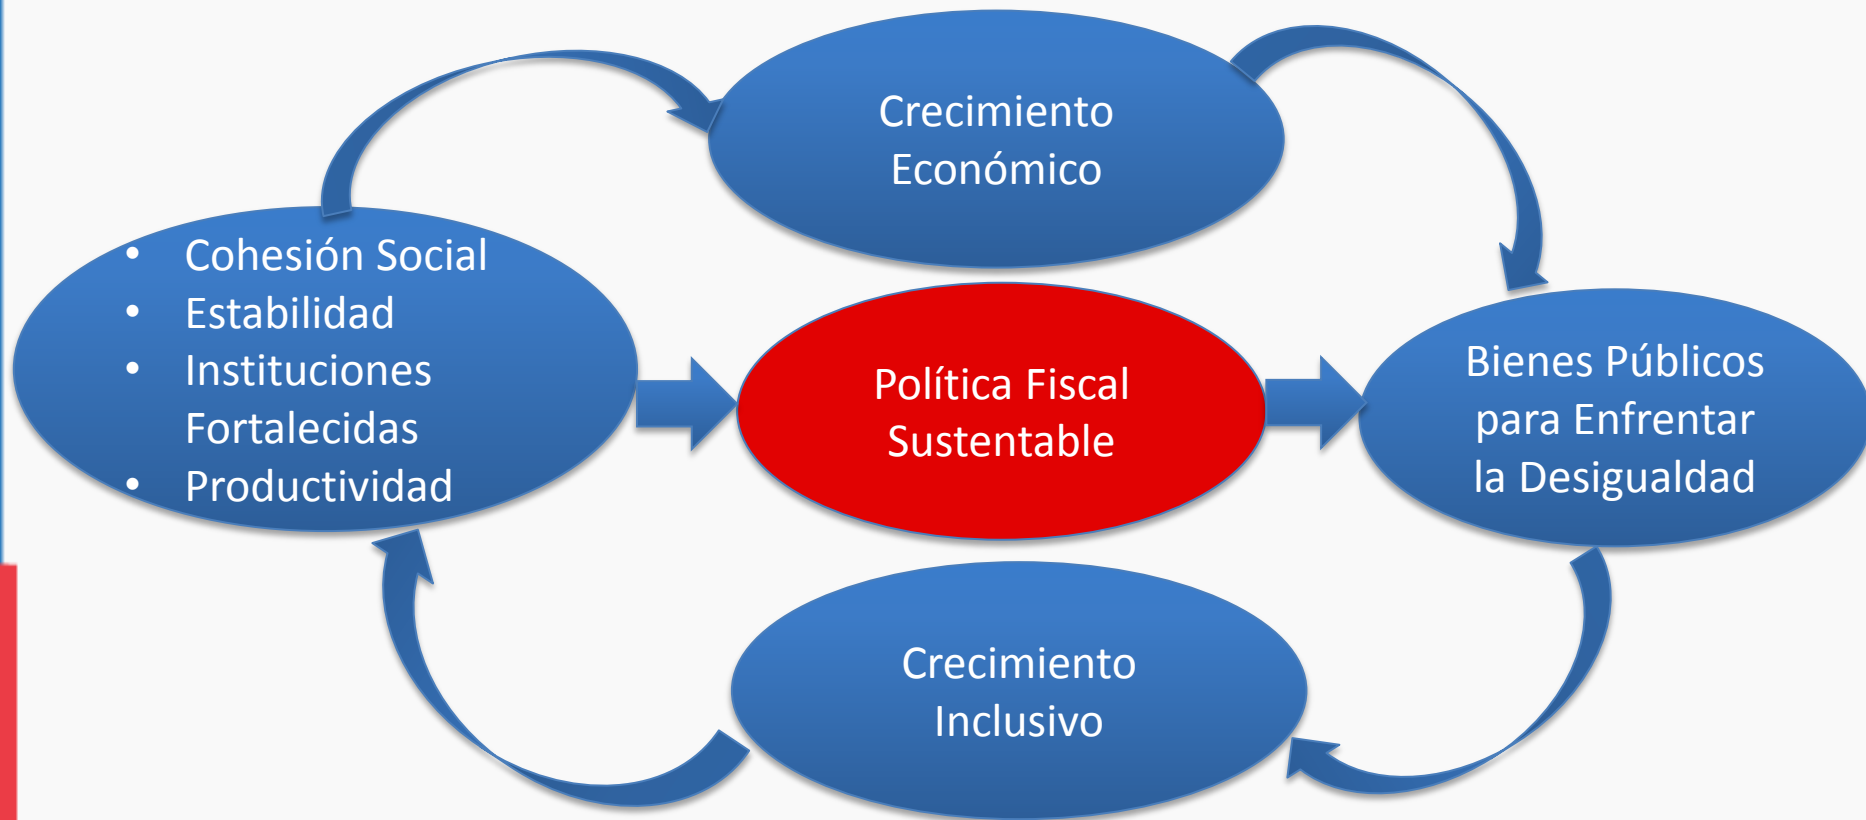 Crecimiento
Económico
• Cohesión Social
• Estabilidad
• Instituciones
Fortalecidas
• Productividad
Política Fiscal
Sustentable
Bienes Públicos
para Enfrentar
la Desigualdad
Crecimiento
Inclusivo